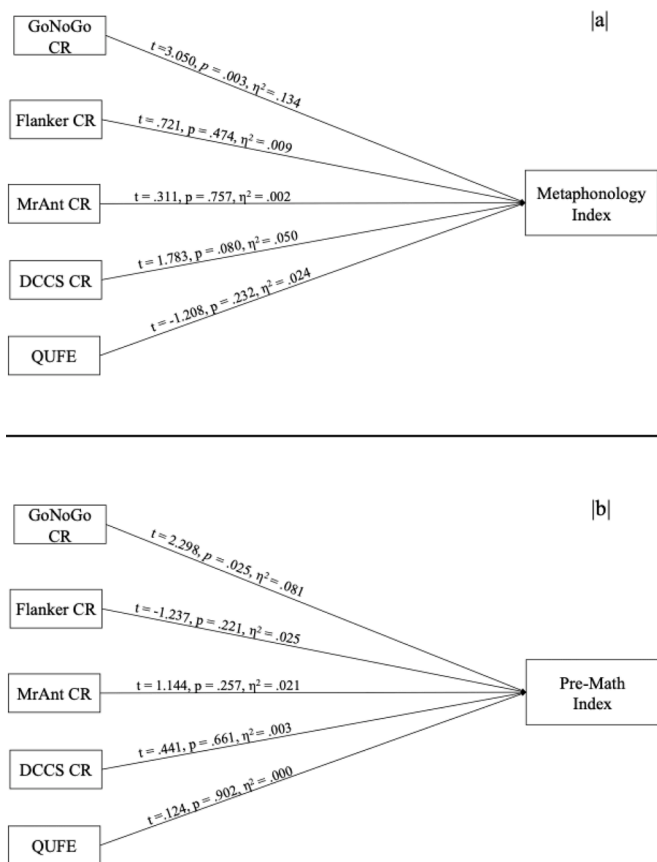 |a|
GoNoGo
CR
t =3.050, p = .003, η² = .134
Flanker CR
t = .721, p = .474, η² = .009
MrAnt CR
t = .311, p = .757, η² = .002
Metaphonology
Index
DCCS CR
t = 1.783, p = .080, η² = .050
QUFE
t = -1.208, p = .232, η² = .024
|b|
GoNoGo
CR
t = 2.298, p = .025, η² = .081
Flanker CR
t = -1.237, p = .221, η² = .025
MrAnt CR
t = 1.144, p = .257, η² = .021
Pre-Math
Index
DCCS CR
t = .441, p = .661, η² = .003
QUFE
t =.124, p = .902, η² = .000